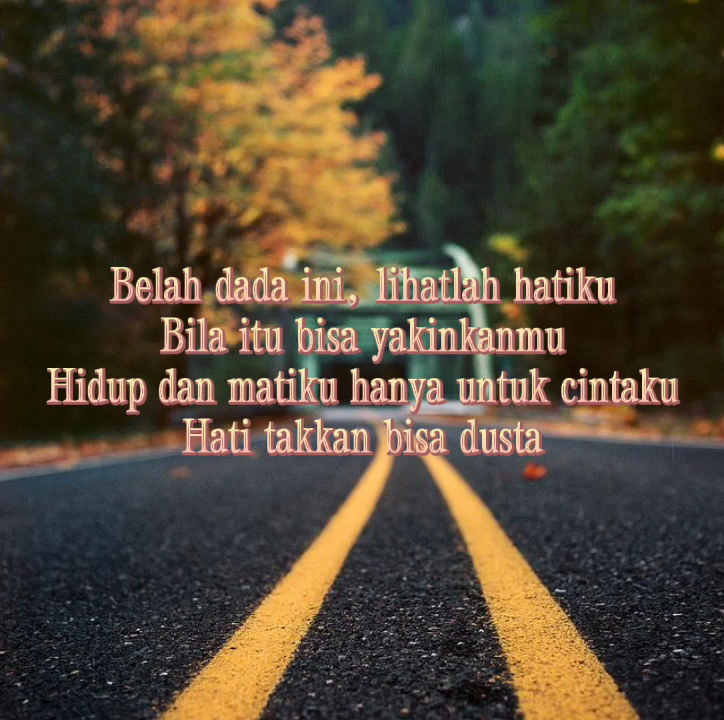 Belah dada ini, lihatlah hatiku
Bila itu bisa yakinkanmu
Hidup dan matiku hanya untuk cintaku
Hati takkan bisa dusta